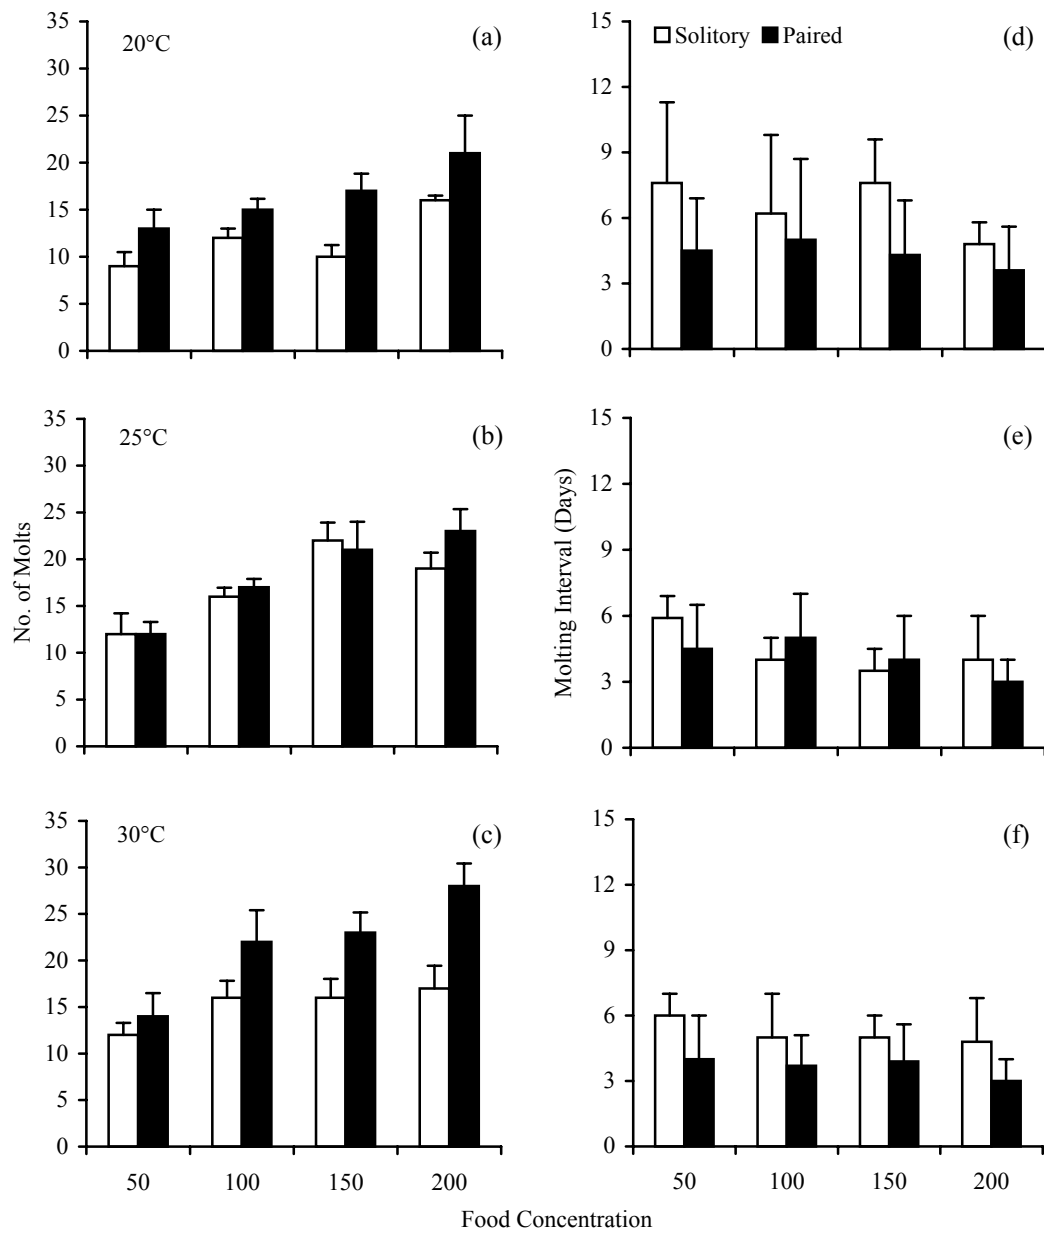 35
30
25
20
15
10
5
0
20°C
(a)
15
12
9
6
3
0
Solitory Paired
(d)
No. of Molts
35
30
25
20
15
10
5
0
25°C
(b)
Molting Interval (Days)
15
12
9
6
3
0
(e)
35
30
25
20
15
10
5
0
30°C
(c)
50 100 150 200
15
12
9
6
3
0
(f)
50 100 150 200
Food Concentration